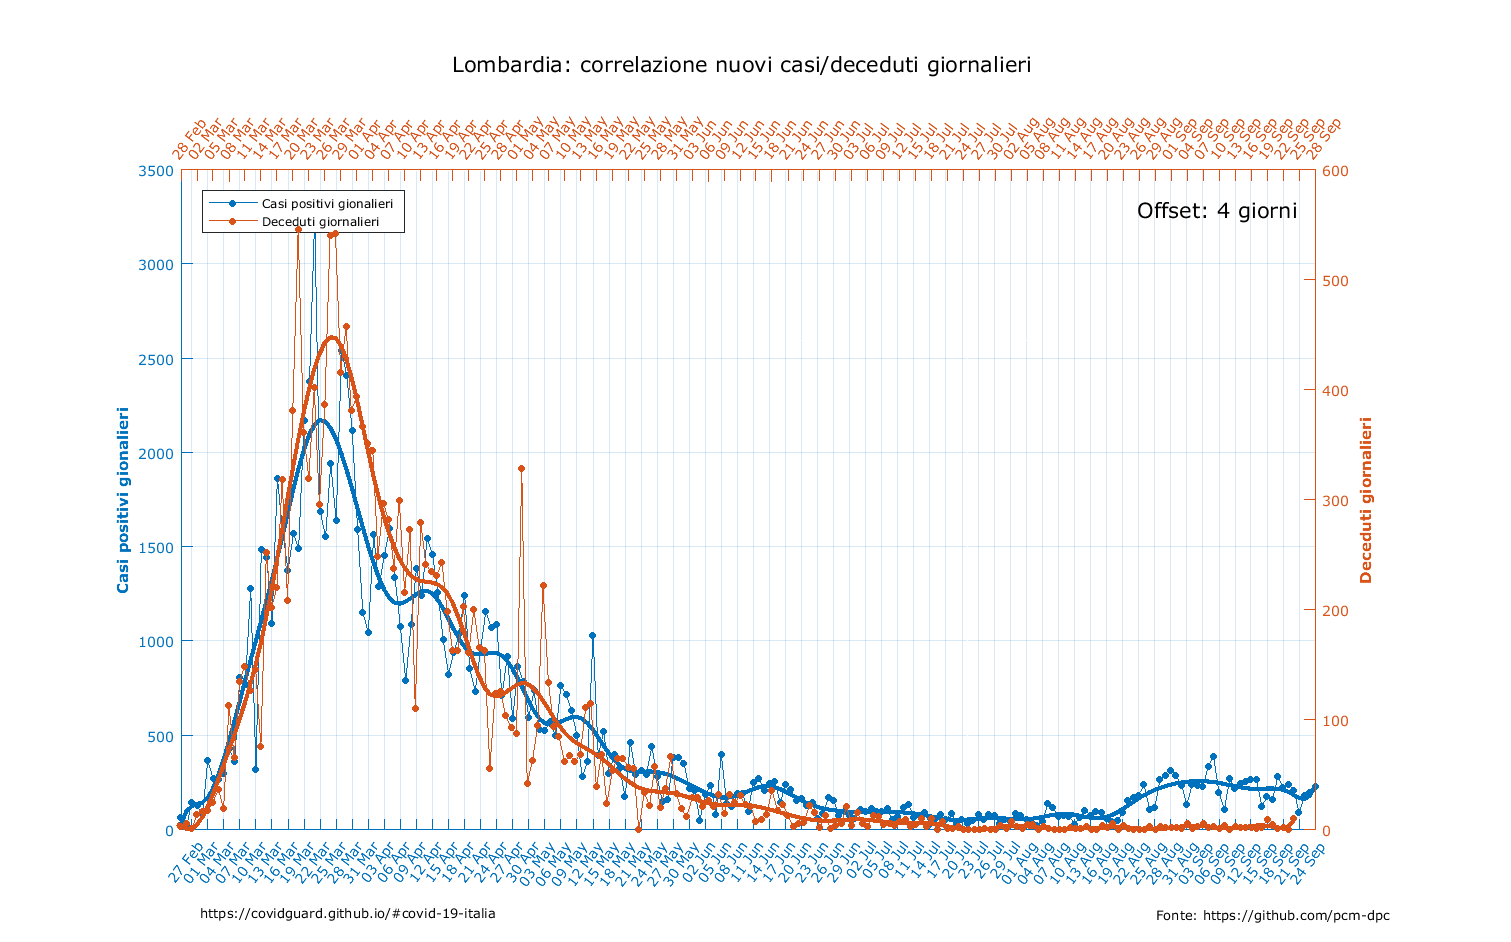 Lombardia: correlazione nuovi casi/deceduti giornalieri
28 Feb
02 Mar
05 Mar
08 Mar
11 Mar
14 Mar
17 Mar
20 Mar
23 Mar
26 Mar
29 Mar
01 Apr
04 Apr
07 Apr
10 Apr
13 Apr
16 Apr
19 Apr
22 Apr
25 Apr
28 Apr
01 May
04 May
07 May
10 May
13 May
16 May
19 May
22 May
25 May
28 May
31 May
03 Jun
06 Jun
09 Jun
12 Jun
15 Jun
18 Jun
21 Jun
24 Jun
27 Jun
30 Jun
03 Jul
06 Jul
09 Jul
12 Jul
15 Jul
18 Jul
21 Jul
24 Jul
27 Jul
30 Jul
02 Aug
05 Aug
08 Aug
11 Aug
14 Aug
17 Aug
20 Aug
23 Aug
26 Aug
29 Aug
01 Sep
04 Sep
07 Sep
10 Sep
13 Sep
16 Sep
19 Sep
22 Sep
25 Sep
28 Sep
3500
3000
2500
2000
1500
1000
500
0
Casi positivi gionalieri
Casi positivi gionalieri
Deceduti giornalieri
Offset: 4 giorni
600
500
400
300
200
100
0
Deceduti giornalieri
27 Feb
01 Mar
04 Mar
07 Mar
10 Mar
13 Mar
16 Mar
19 Mar
22 Mar
25 Mar
28 Mar
31 Mar
03 Apr
06 Apr
09 Apr
12 Apr
15 Apr
18 Apr
21 Apr
24 Apr
27 Apr
30 Apr
03 May
06 May
09 May
12 May
15 May
18 May
21 May
24 May
27 May
30 May
02 Jun
05 Jun
08 Jun
11 Jun
14 Jun
17 Jun
20 Jun
23 Jun
26 Jun
29 Jun
02 Jul
05 Jul
08 Jul
11 Jul
14 Jul
17 Jul
20 Jul
23 Jul
26 Jul
29 Jul
01 Aug
04 Aug
07 Aug
10 Aug
13 Aug
16 Aug
19 Aug
22 Aug
25 Aug
28 Aug
31 Aug
03 Sep
06 Sep
09 Sep
12 Sep
15 Sep
18 Sep
21 Sep
24 Sep
https://covidguard.github.io/#covid-19-italia
Fonte: https://github.com/pcm-dpc